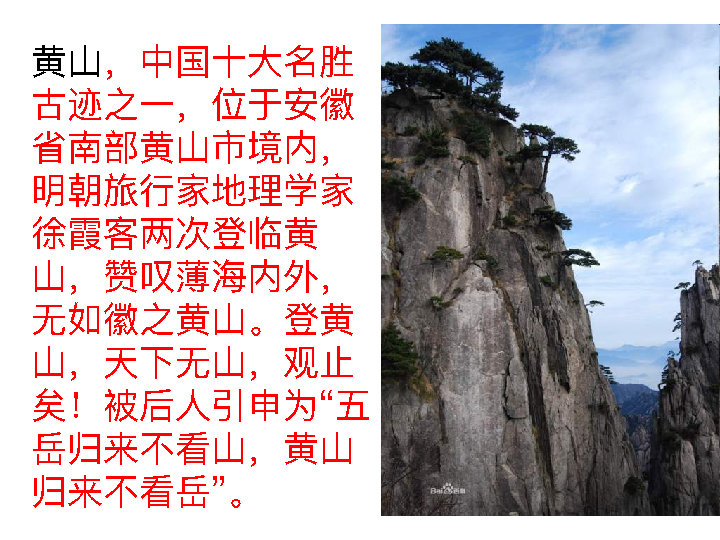 黄山，中国十大名胜
古迹之一，位于安徽
省南部黄山市境内，
明朝旅行家地理学家
徐霞客两次登临黄
山，赞叹薄海内外，
无如徽之黄山。登黄
山，天下无山，观止
矣！被后人引申为“五
岳归来不看山，黄山
归来不看岳”。
Baidu百科